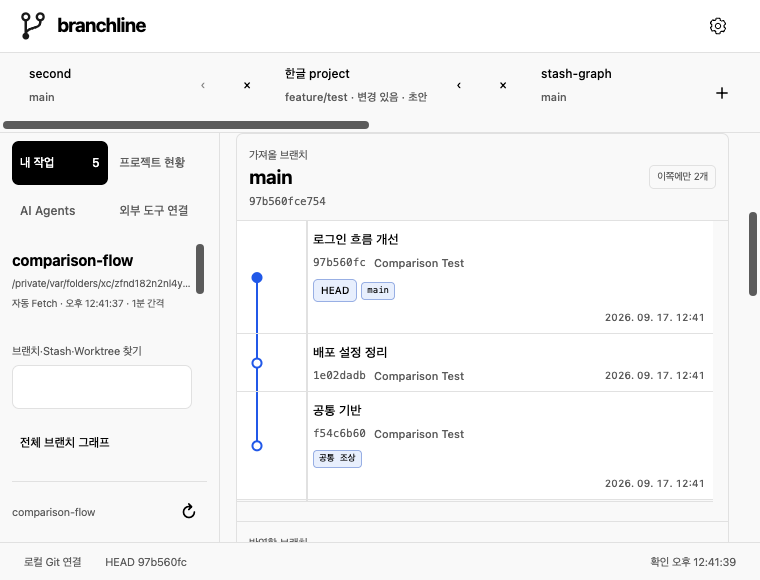 branchline
second
main
한글 project
feature/test · 변경 있음 · 초안
stash-graph
main
내 작업 5
프로젝트 현황
AI Agents
외부 도구 연결
comparison-flow
/private/var/folders/xc/zfnd182n2nl4y...
자동 Fetch · 오후 12:41:37 · 1분 간격
브랜치·Stash·Worktree 찾기
전체 브랜치 그래프
comparison-flow
가져올 브랜치
main
97b560fce754
이쪽에만 2개
로그인 흐름 개선
97b560fc Comparison Test
HEAD main
2026. 09. 17. 12:41
배포 설정 정리
1e02dadb Comparison Test 2026. 09. 17. 12:41
공통 기반
f54c6b60 Comparison Test
공통 조상
2026. 09. 17. 12:41
로컬 Git 연결
HEAD 97b560fc
확인 오후 12:41:39